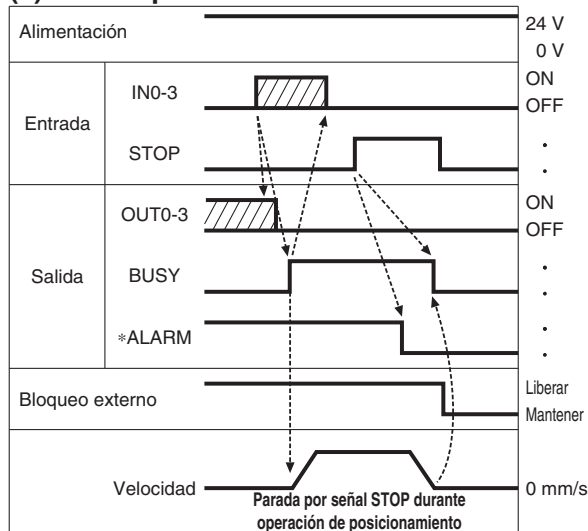 Alimentación
24 V
0 V
Entrada
IN0-3
ON
OFF
STOP
Salida
OUT0-3
ON
OFF
BUSY
*ALARM
Bloqueo externo
Liberar
Mantener
Velocidad
0 mm/s
Parada por señal STOP durante
operación de posicionamiento